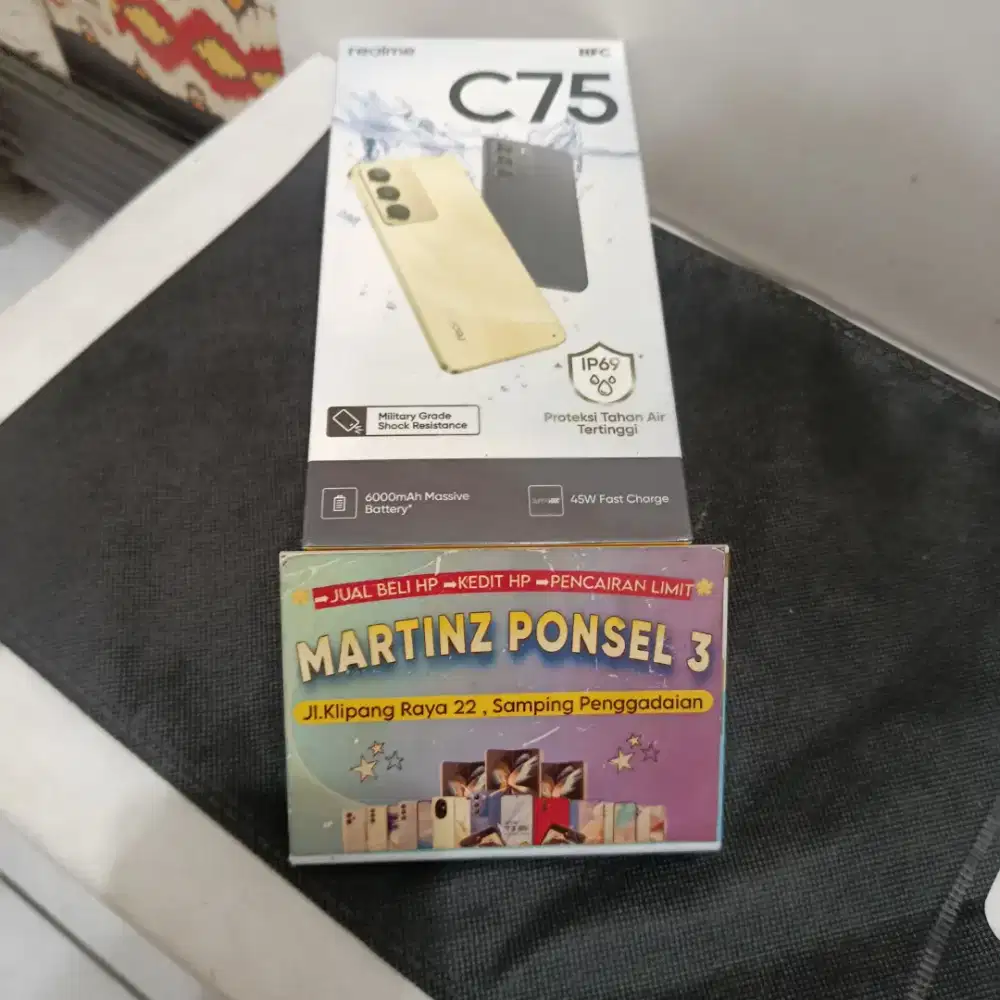 realme
NFC
C75
IP69
Proteksi Tahan Air
Tertinggi
Military Grade
Shock Resistance
6000mAh Massive
Battery*
45W Fast Charge
➡JUAL BELI HP ➡KEDIT HP ➡PENCAIRAN LIMIT
MARTINZ PONSEL 3
Jl.Klipang Raya 22 , Samping Penggadaian